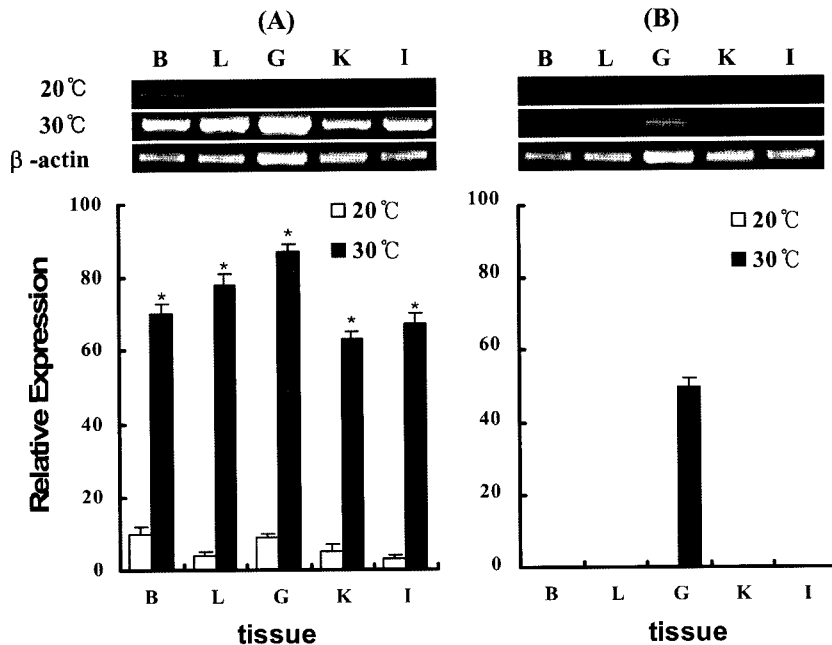 (A)
B L G K I
20℃
30℃
β -actin
100
80
60
40
20
0
Relative Expression
20℃
30℃
* * * * *
B L G K I
tissue
(B)
B L G K I
100
80
60
40
20
0
20℃
30℃
B L G K I
tissue